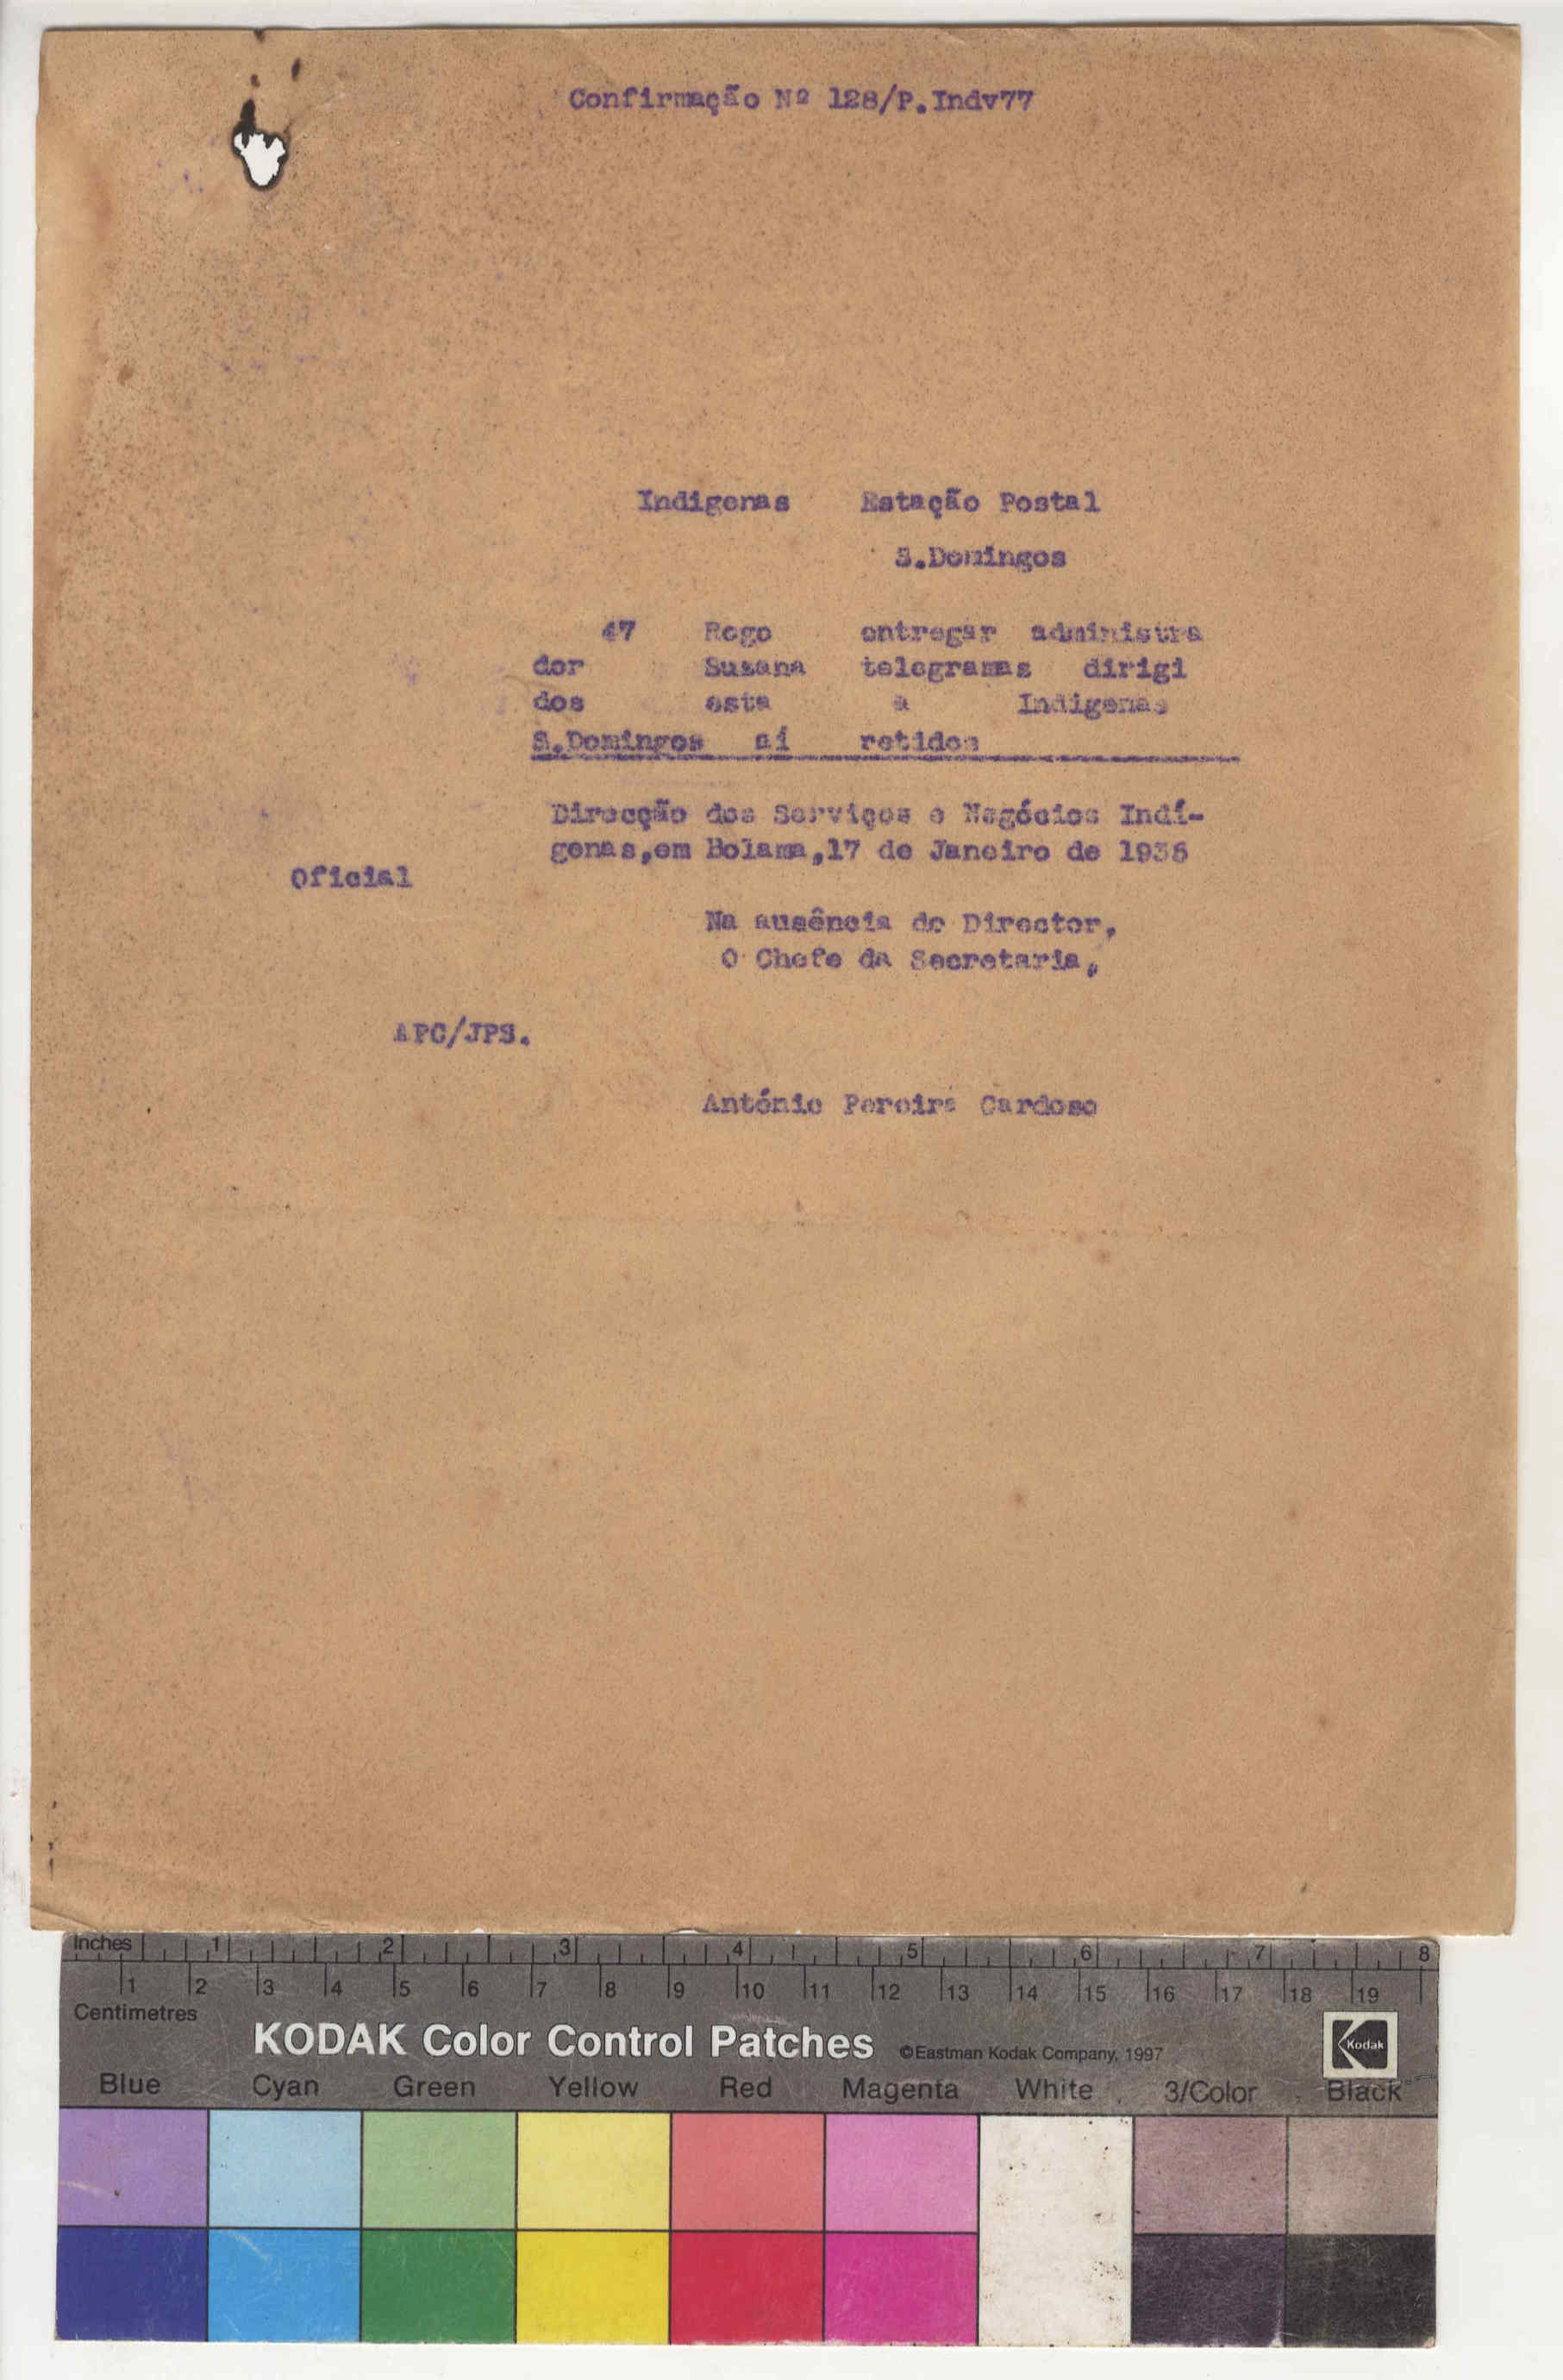 Confirmação Nº 128/P.Indv77
Indigenas Estação Postal
S.Domingos
47 Rogo entregar administra
dor Suzana telegramas dirigi
dos esta a Indigenas
S.Domingos aí retidos
Direcção dos Serviços e Negócios Indí-
genas,em Bolama,17 de Janeiro de
Oficial
Na ausência do Director,
O Chefe da Secretaria,
APC/JPS.
António Pereira Cardoso
Inches 1 2 3 4 5 6 7 8
1 2 3 4 5 6 7 8 9 10 11 12 13 14 15 16 17 18 19
Centimetres
KODAK Color Control Patches ©Eastman Kodak Company, 1997 Kodak
Blue Cyan Green Yellow Red Magenta White 3/Color Black